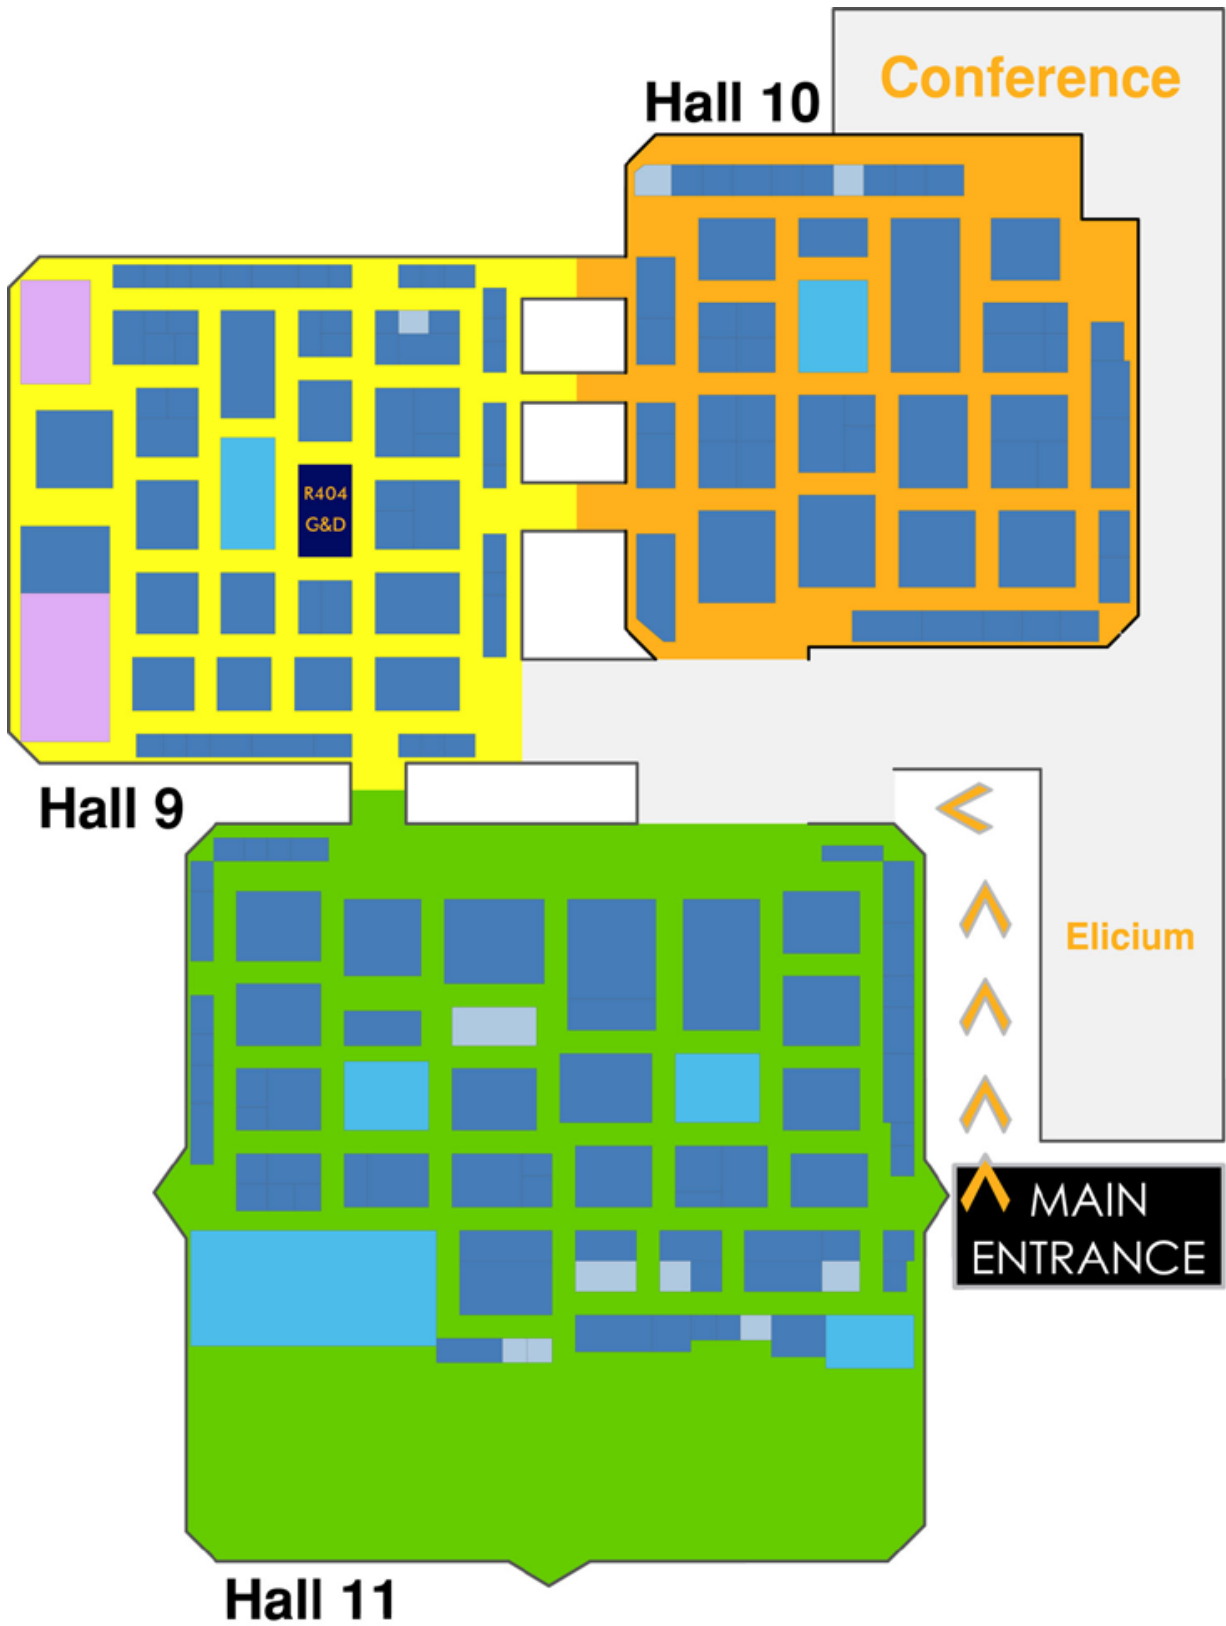 Conference
Hall 10
R404
G&D
Hall 9
Elicium
MAIN
ENTRANCE
Hall 11